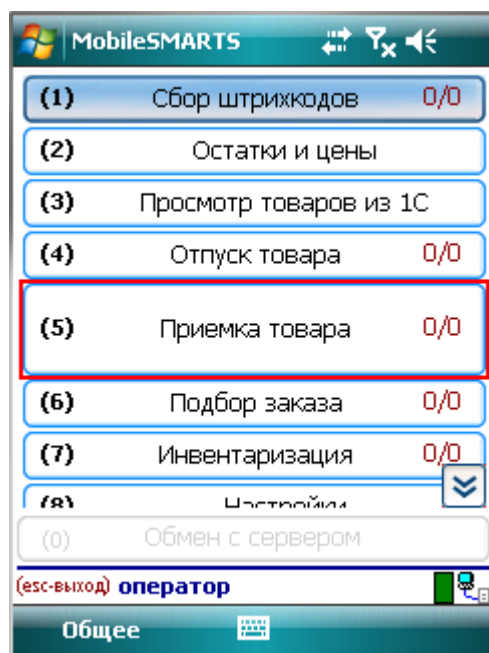 MobileSMARTS
(1) Сбор штрихкодов 0/0
(2) Остатки и цены
(3) Просмотр товаров из 1С
(4) Отпуск товара 0/0
(5) Приемка товара 0/0
(6) Подбор заказа 0/0
(7) Инвентаризация 0/0
(8) Настройки
(0) Обмен с сервером
(esc-выход) оператор
Общее